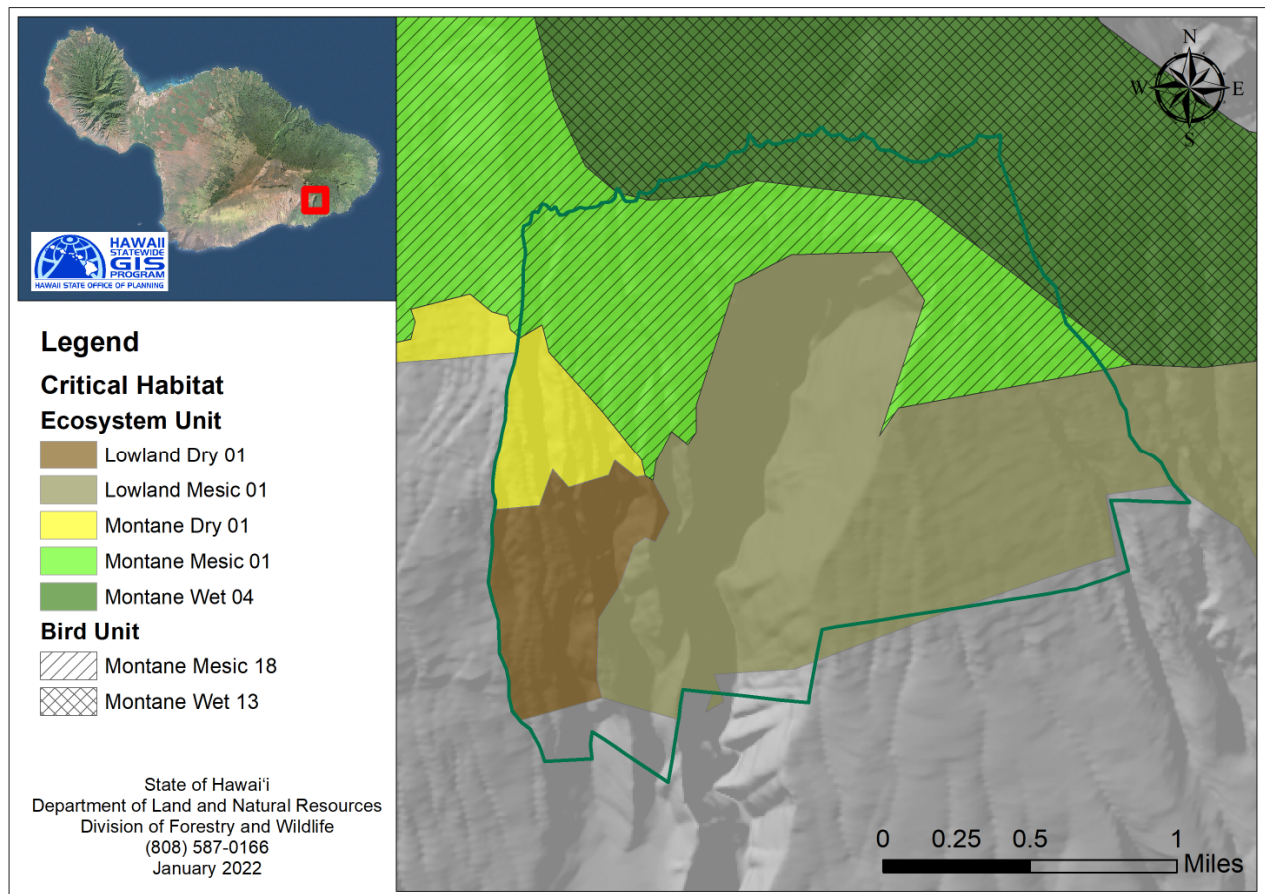 HAWAII
STATEWIDE
GIS
PROGRAM
HAWAII STATE OFFICE OF PLANNING
Legend
Critical Habitat
Ecosystem Unit
Lowland Dry 01
Lowland Mesic 01
Montane Dry 01
Montane Mesic 01
Montane Wet 04
Bird Unit
Montane Mesic 18
Montane Wet 13
State of Hawaiʻi
Department of Land and Natural Resources
Division of Forestry and Wildlife
(808) 587-0166
January 2022
N
W E
S
0 0.25 0.5 1
Miles